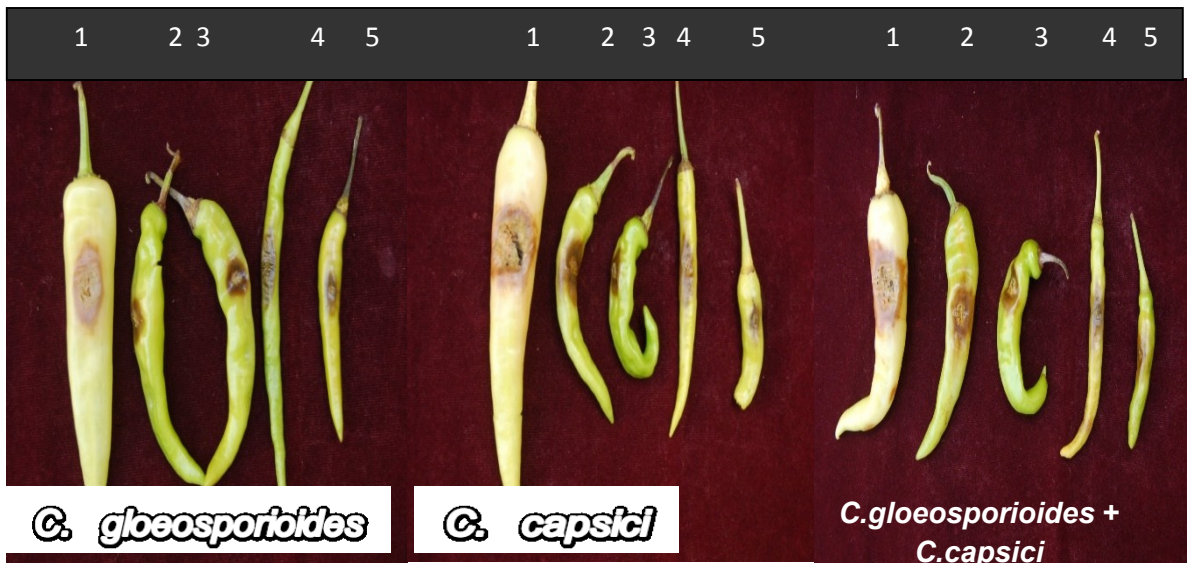 1 2 3 4 5 1 2 3 4 5 1 2 3 4 5
C. gloeosporioides
C. capsici
C.gloeosporioides +
C.capsici